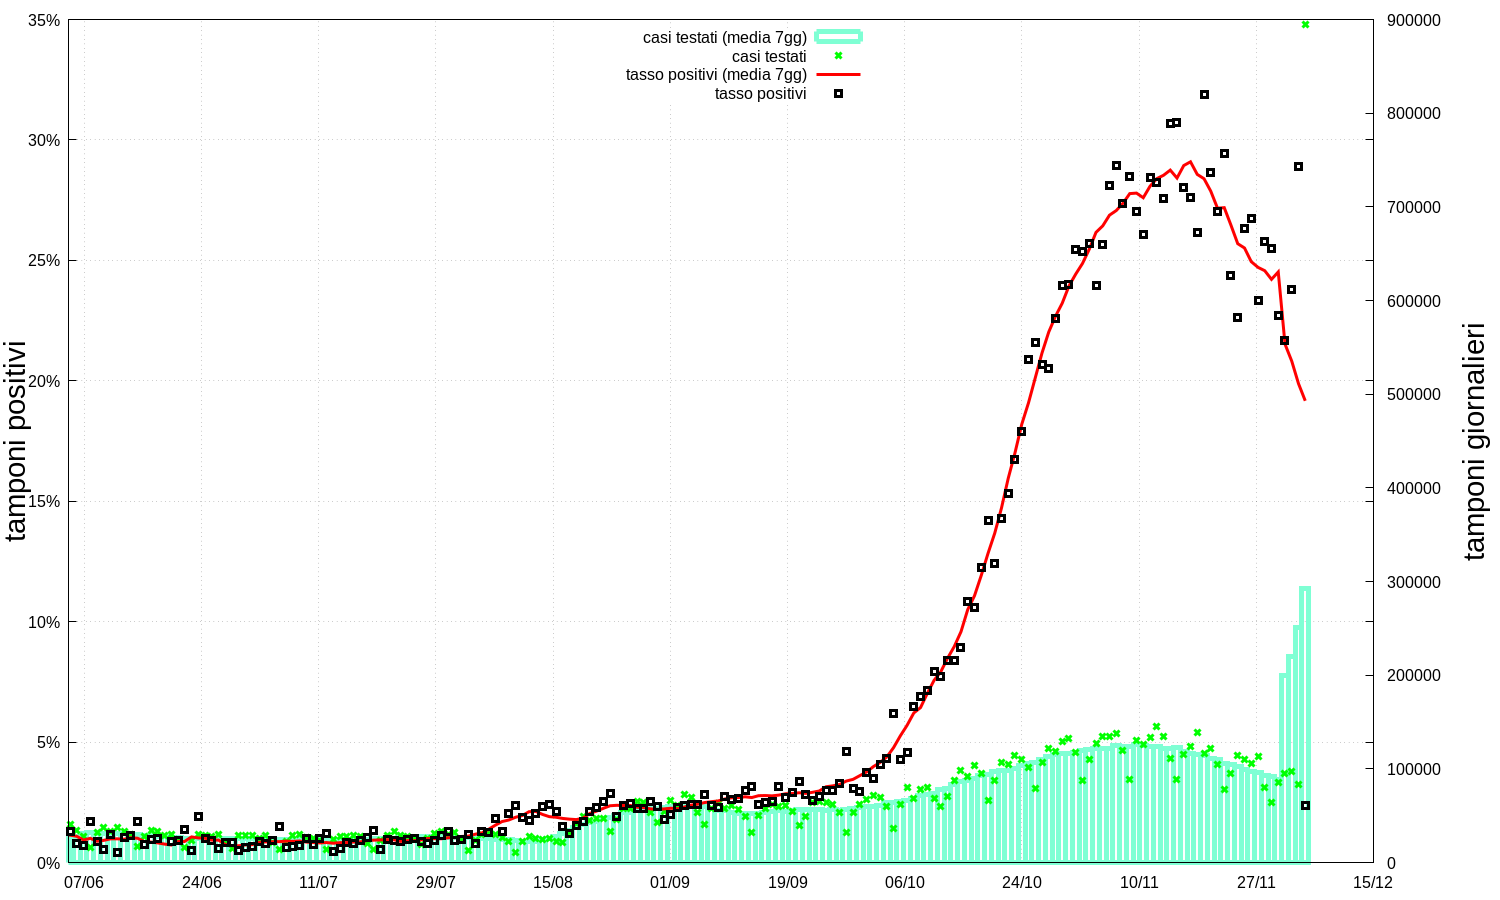 casi testati (media 7gg)
casi testati
tasso positivi (media 7gg)
tasso positivi
35%
30%
25%
20%
15%
10%
5%
0%
tamponi positivi
900000
800000
700000
600000
500000
400000
300000
200000
100000
0
tamponi giornalieri
07/06 24/06 11/07 29/07 15/08 01/09 19/09 06/10 24/10 10/11 27/11 15/12